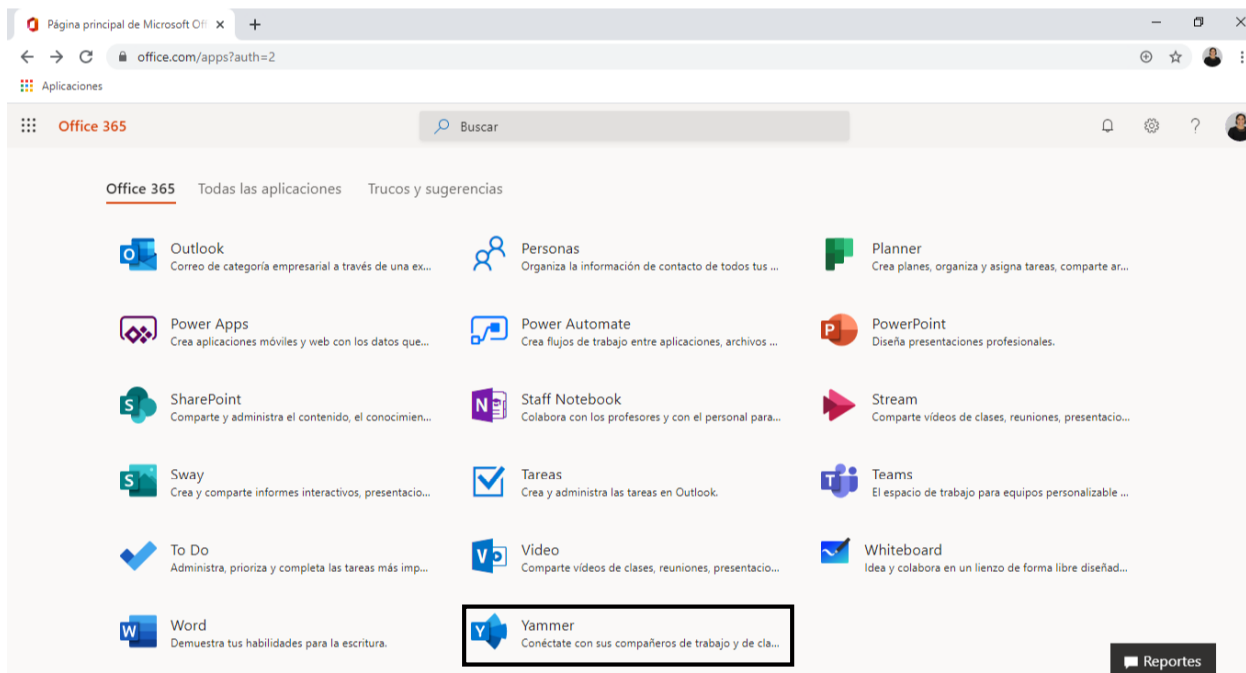 Página principal de Microsoft Off
office.com/apps?auth=2
Aplicaciones
Office 365
Buscar
Office 365 Todas las aplicaciones Trucos y sugerencias
Outlook
Correo de categoría empresarial a través de una ex...
Personas
Organiza la información de contacto de todos tus ...
Planner
Crea planes, organiza y asigna tareas, comparte ar...
Power Apps
Crea aplicaciones móviles y web con los datos que...
Power Automate
Crea flujos de trabajo entre aplicaciones, archivos ...
PowerPoint
Diseña presentaciones profesionales.
SharePoint
Comparte y administra el contenido, el conocimien...
Staff Notebook
Colabora con los profesores y con el personal para...
Stream
Comparte vídeos de clases, reuniones, presentacio...
Sway
Crea y comparte informes interactivos, presentacio...
Tareas
Crea y administra las tareas en Outlook.
Teams
El espacio de trabajo para equipos personalizable ...
To Do
Administra, prioriza y completa las tareas más imp...
Video
Comparte vídeos de clases, reuniones, presentacio...
Whiteboard
Idea y colabora en un lienzo de forma libre diseñad...
Word
Demuestra tus habilidades para la escritura.
Yammer
Conéctate con sus compañeros de trabajo y de cla...
Reportes